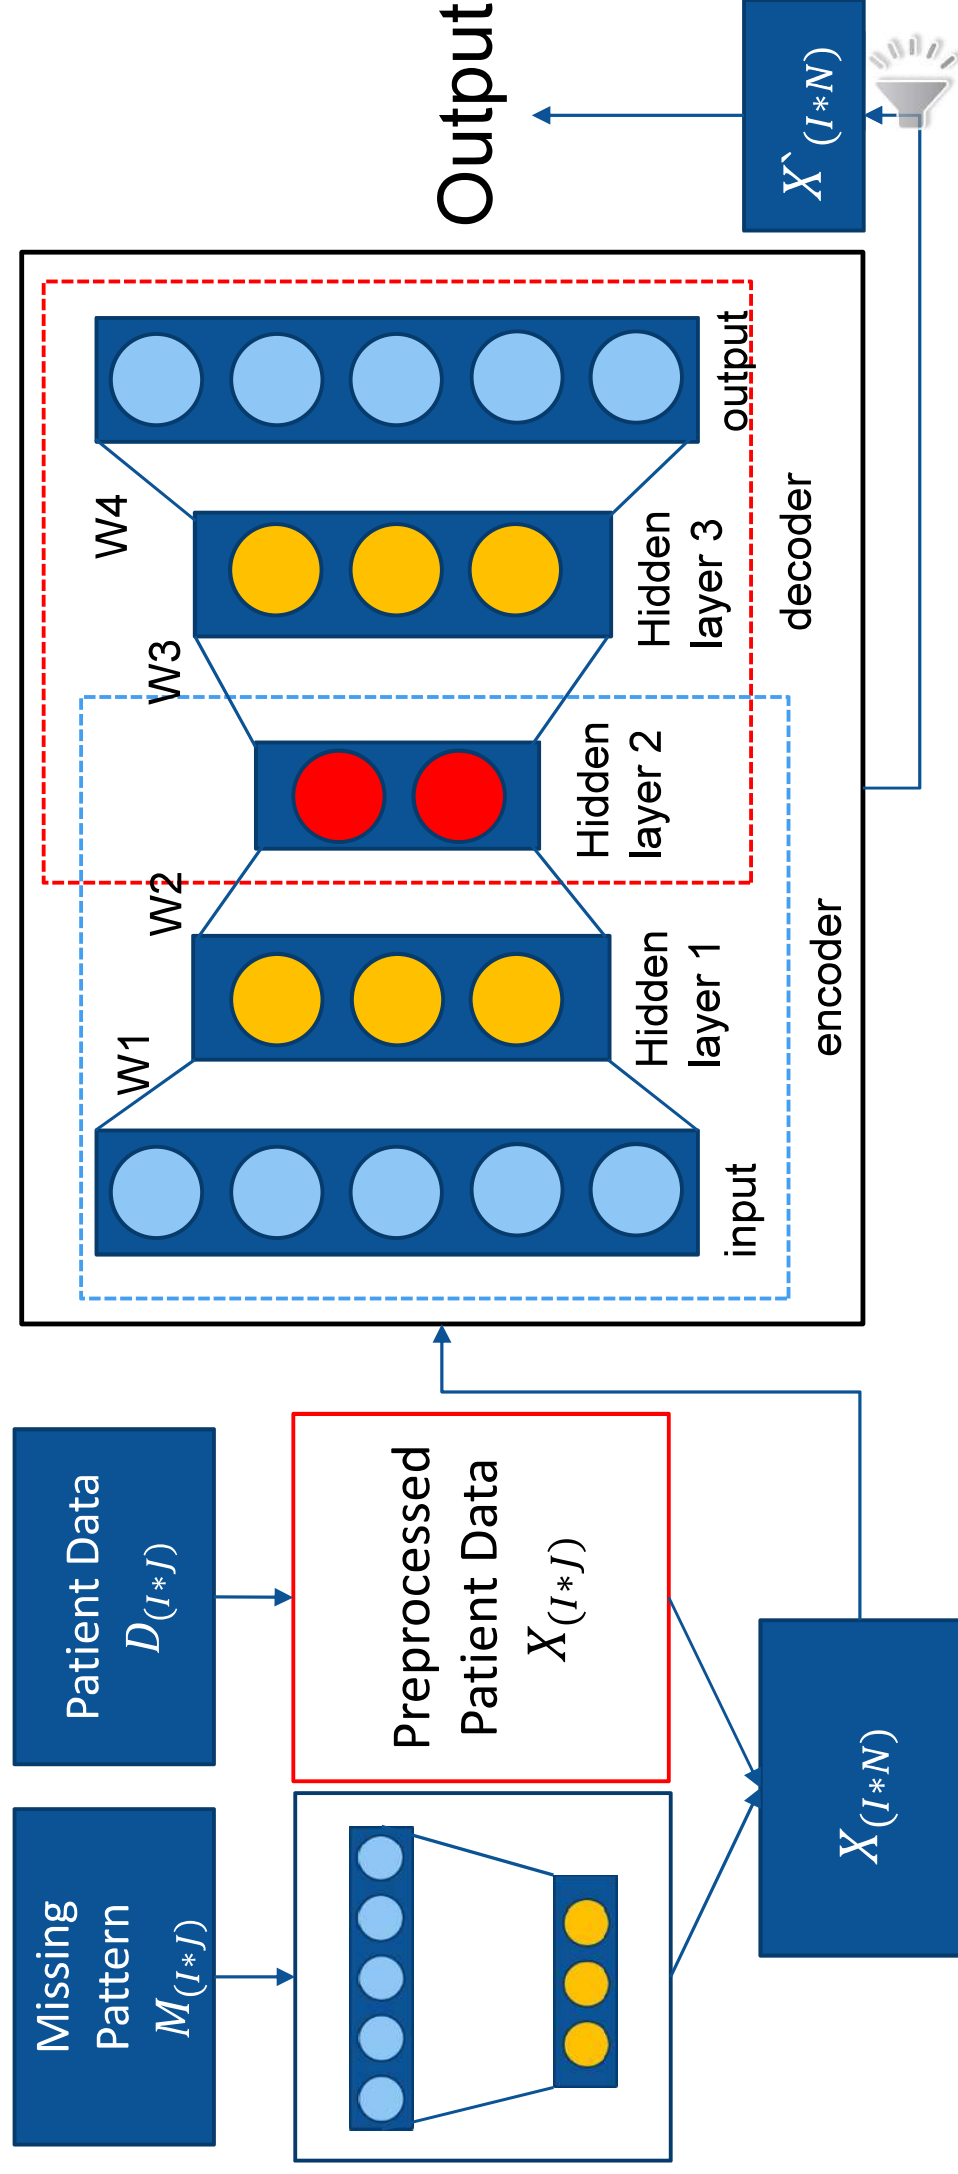 Missing
Pattern
M(I∗J)
Patient Data
D(I∗J)
Preprocessed
Patient Data
X(I∗J)
X(I∗N)
W1
W2
W3
W4
input
Hidden
layer 1
Hidden
layer 2
Hidden
layer 3
output
encoder
decoder
Output
X`(I∗N)